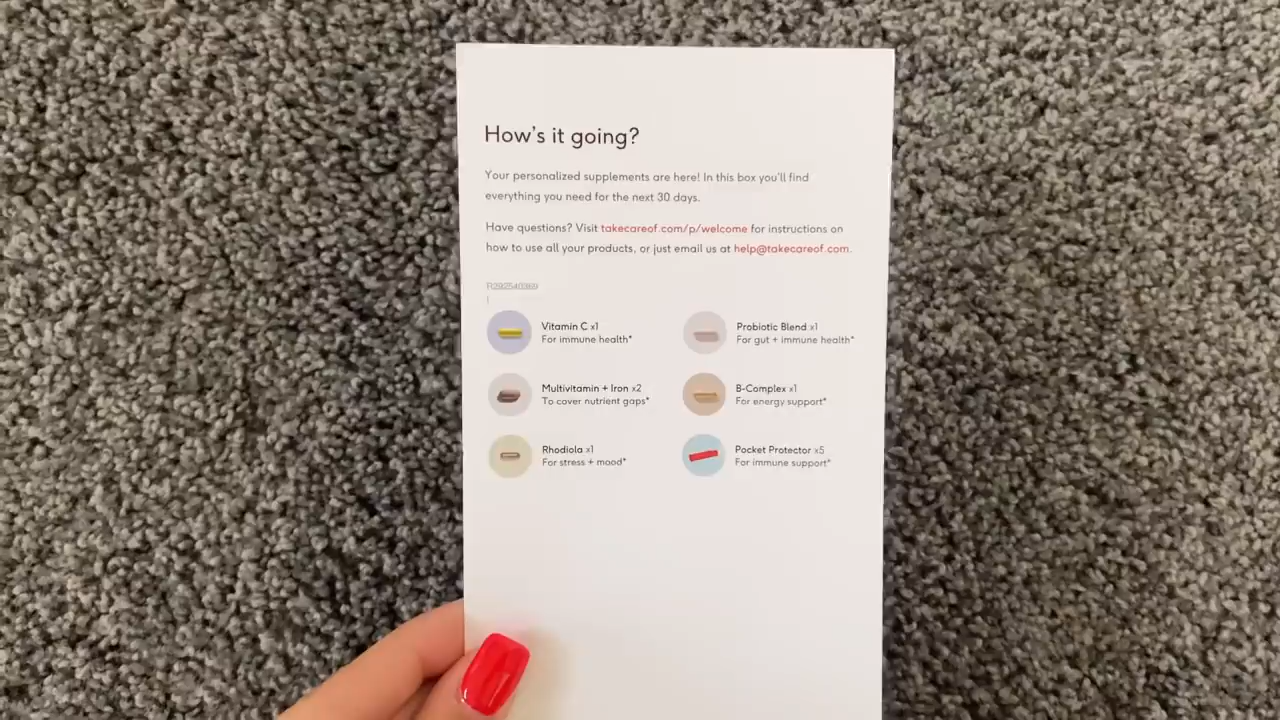 How's it going?
Your personalized supplements are here! In this box you'll find
everything you need for the next 30 days.
Have questions? Visit takecareof.com/p/welcome for instructions on
how to use all your products, or just email us at help@takecareof.com.
R292540369
1
Vitamin C x1
For immune health*
Probiotic Blend x1
For gut + immune health*
Multivitamin + Iron x2
To cover nutrient gaps*
B-Complex x1
For energy support*
Rhodiola x1
For stress + mood*
Pocket Protector x5
For immune support*